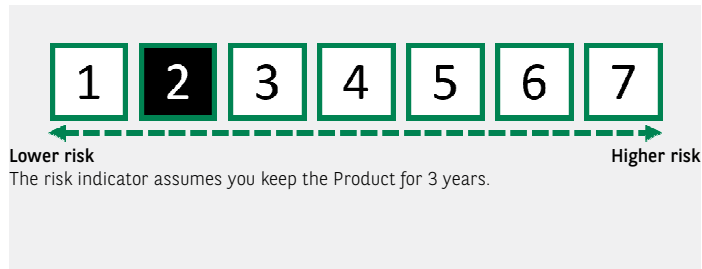 1 2 3 4 5 6 7
Lower risk Higher risk
The risk indicator assumes you keep the Product for 3 years.